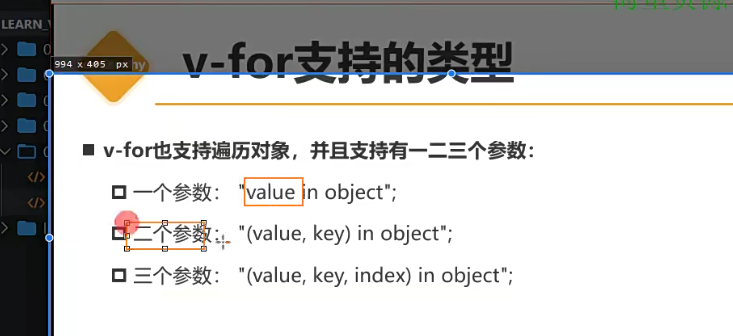 LEARN_V
994 x 405 px
v-for支持的类型
v-for也支持遍历对象，并且支持有一二三个参数：
一个参数： "value in object";
二个参数： "(value, key) in object";
三个参数： "(value, key, index) in object";